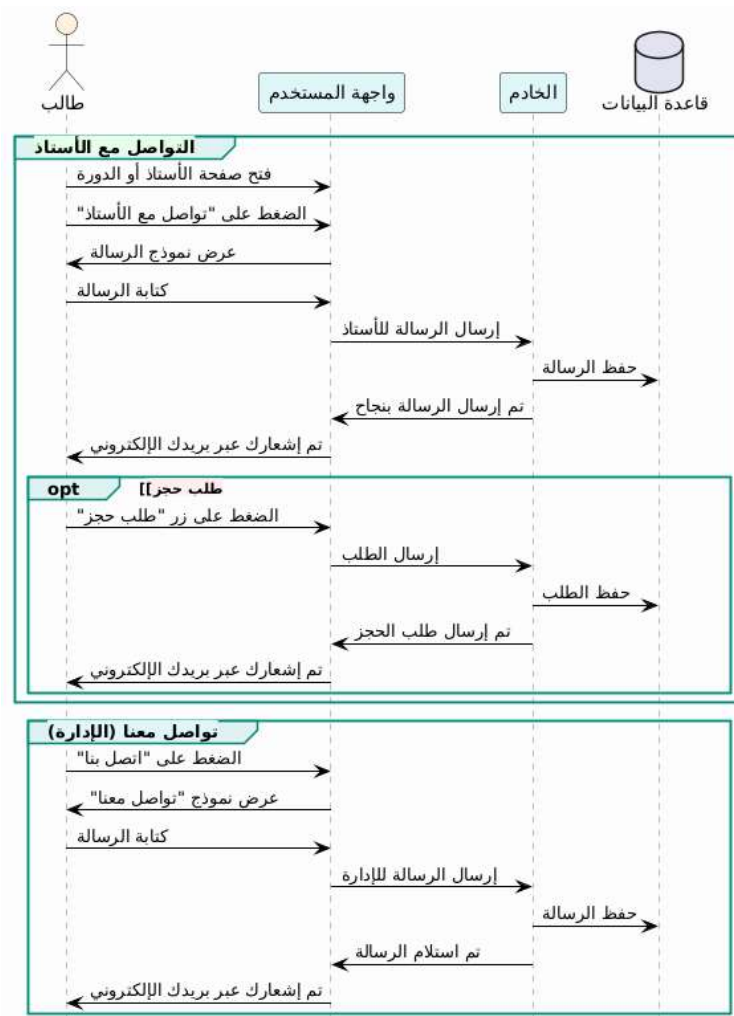 طالب
واجهة المستخدم
الخادم
قاعدة البيانات
التواصل مع الأستاذ
فتح صفحة الأستاذ أو الدورة
الضغط على "تواصل مع الأستاذ"
عرض نموذج الرسالة
كتابة الرسالة
إرسال الرسالة للأستاذ
حفظ الرسالة
تم إرسال الرسالة بنجاح
تم إشعارك عبر بريدك الإلكتروني
opt [[طلب حجز
الضغط على زر "طلب حجز"
إرسال الطلب
حفظ الطلب
تم إرسال طلب الحجز
تم إشعارك عبر بريدك الإلكتروني
تواصل معنا (الإدارة)
الضغط على "اتصل بنا"
عرض نموذج "تواصل معنا"
كتابة الرسالة
إرسال الرسالة للإدارة
حفظ الرسالة
تم استلام الرسالة
تم إشعارك عبر بريدك الإلكتروني